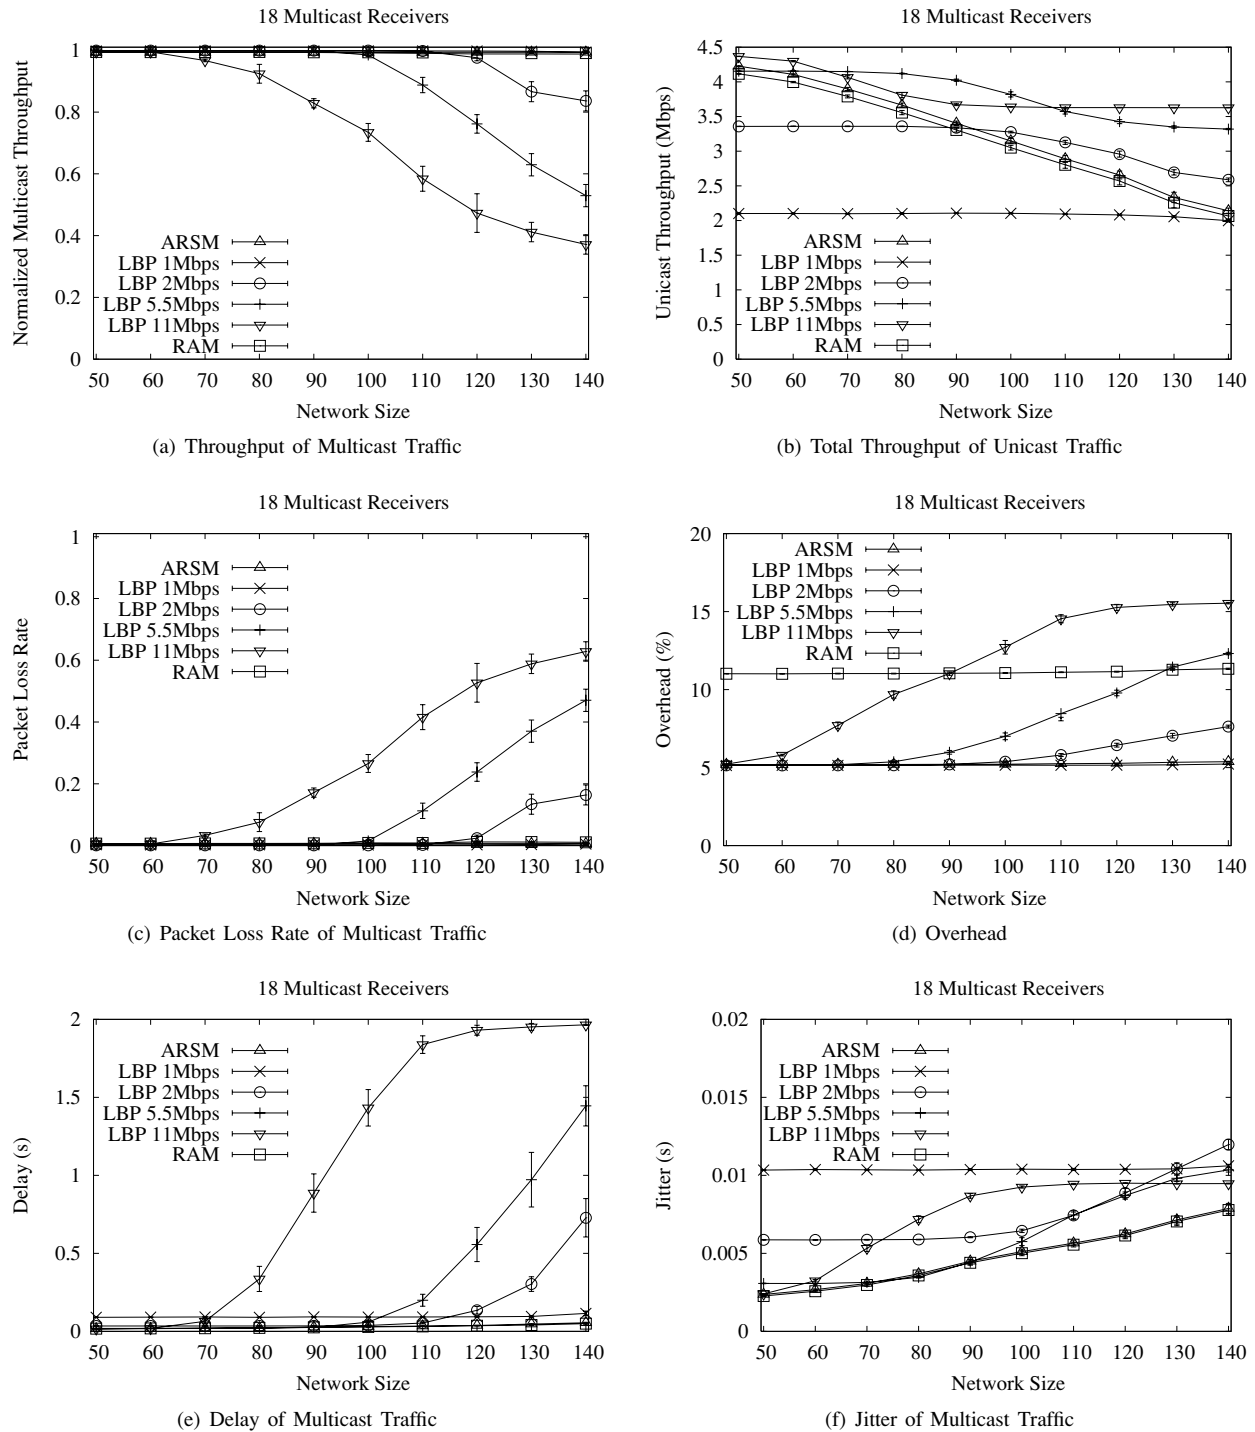 18 Multicast Receivers
Normalized Multicast Throughput
1
0.8
0.6
0.4
0.2
0
ARSM
LBP 1Mbps
LBP 2Mbps
LBP 5.5Mbps
LBP 11Mbps
RAM
50 60 70 80 90 100 110 120 130 140
Network Size
(a) Throughput of Multicast Traffic
18 Multicast Receivers
Unicast Throughput (Mbps)
4.5
4
3.5
3
2.5
2
1.5
1
0.5
0
ARSM
LBP 1Mbps
LBP 2Mbps
LBP 5.5Mbps
LBP 11Mbps
RAM
50 60 70 80 90 100 110 120 130 140
Network Size
(b) Total Throughput of Unicast Traffic
18 Multicast Receivers
Packet Loss Rate
1
0.8
0.6
0.4
0.2
0
ARSM
LBP 1Mbps
LBP 2Mbps
LBP 5.5Mbps
LBP 11Mbps
RAM
50 60 70 80 90 100 110 120 130 140
Network Size
(c) Packet Loss Rate of Multicast Traffic
18 Multicast Receivers
Overhead (%)
20
15
10
5
0
ARSM
LBP 1Mbps
LBP 2Mbps
LBP 5.5Mbps
LBP 11Mbps
RAM
50 60 70 80 90 100 110 120 130 140
Network Size
(d) Overhead
18 Multicast Receivers
Delay (s)
2
1.5
1
0.5
0
ARSM
LBP 1Mbps
LBP 2Mbps
LBP 5.5Mbps
LBP 11Mbps
RAM
50 60 70 80 90 100 110 120 130 140
Network Size
(e) Delay of Multicast Traffic
18 Multicast Receivers
Jitter (s)
0.02
0.015
0.01
0.005
0
ARSM
LBP 1Mbps
LBP 2Mbps
LBP 5.5Mbps
LBP 11Mbps
RAM
50 60 70 80 90 100 110 120 130 140
Network Size
(f) Jitter of Multicast Traffic